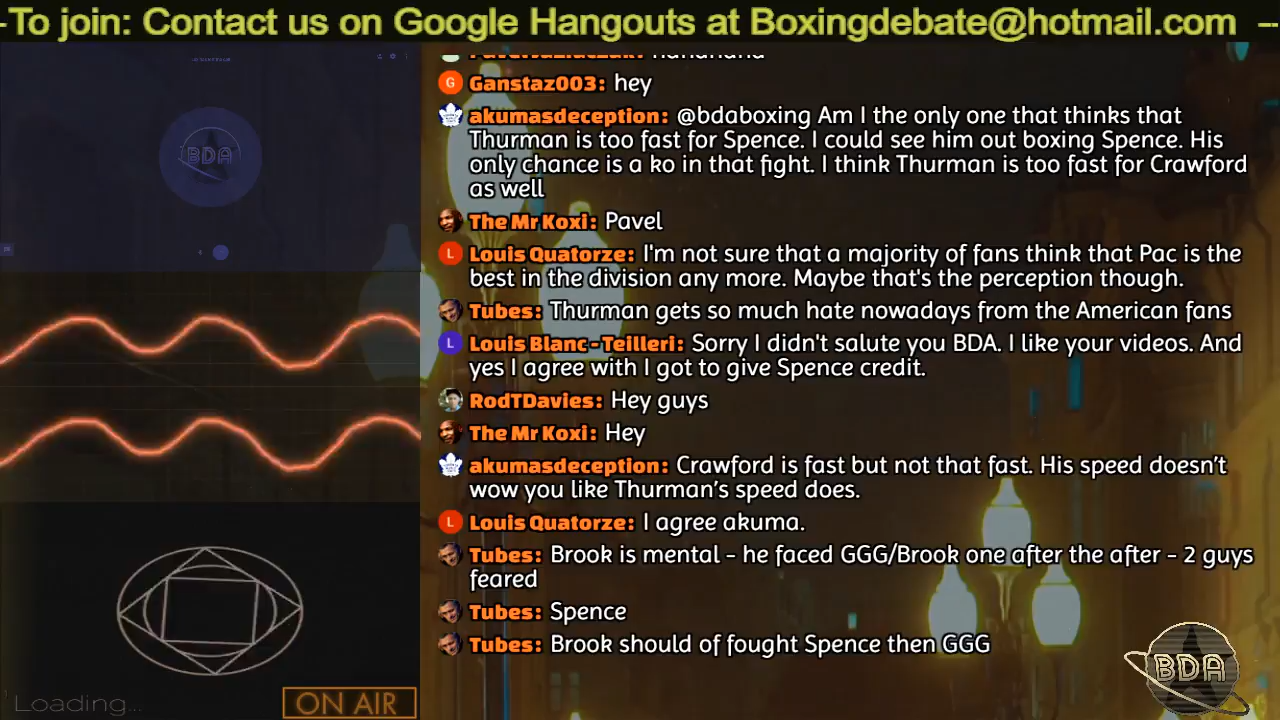 -To join: Contact us on Google Hangouts at Boxingdebate@hotmail.com --
BDA
G Ganstaz003: hey
akumasdeception: @bdaboxing Am I the only one that thinks that
Thurman is too fast for Spence. I could see him out boxing Spence. His
only chance is a ko in that fight. I think Thurman is too fast for Crawford
as well
The Mr Koxi: Pavel
L Louis Quatorze: I'm not sure that a majority of fans think that Pac is the
best in the division any more. Maybe that's the perception though.
Tubes: Thurman gets so much hate nowadays from the American fans
L Louis Blanc-Teilleri: Sorry I didn't salute you BDA. I like your videos. And
yes I agree with I got to give Spence credit.
RodTDavies: Hey guys
The Mr Koxi: Hey
akumasdeception: Crawford is fast but not that fast. His speed doesn't
wow you like Thurman's speed does.
L Louis Quatorze: I agree akuma.
Tubes: Brook is mental - he faced GGG/Brook one after the after - 2 guys
feared
Tubes: Spence
Tubes: Brook should of fought Spence then GGG
Loading...
ON AIR
BDA